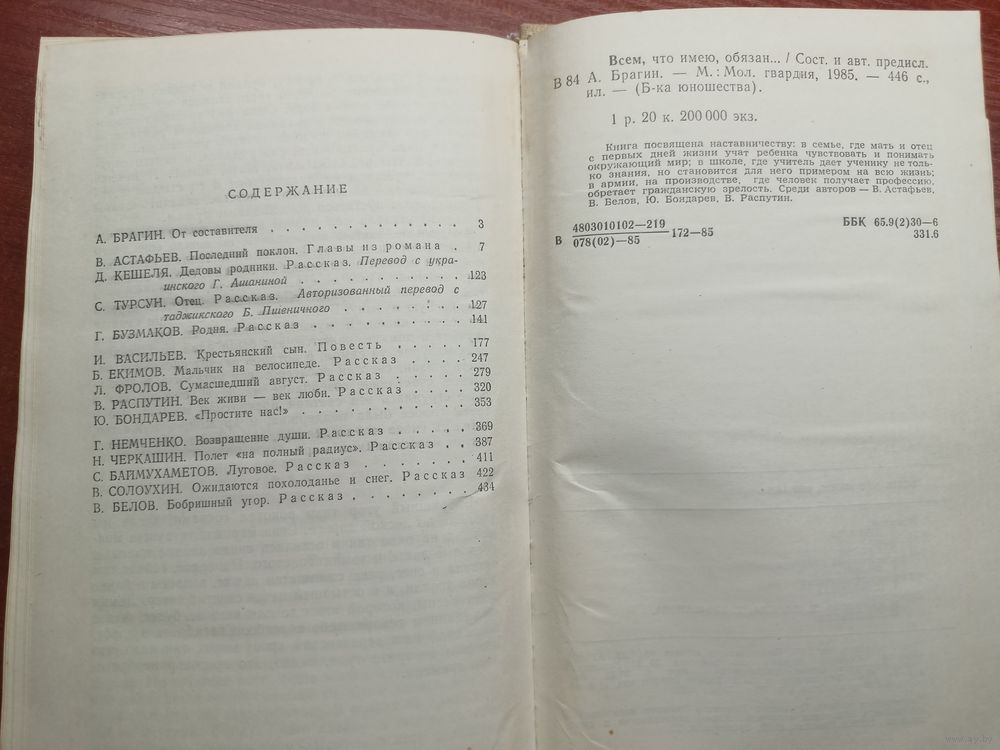 СОДЕРЖАНИЕ
А. БРАГИН. От составителя . . . . . . . . . . . . 3
В. АСТАФЬЕВ. Последний поклон. Главы из романа . 7
Д. КЕШЕЛЯ. Дедовы родники. Рассказ. Перевод с укра-
инского Г. Ашаниной . . . . . . . . . . . 123
С. ТУРСУН. Отец. Рассказ. Авторизованный перевод с
таджикского Б. Пшвничного . . . . . . . . 127
Г. БУЗМАКОВ. Родня. Рассказ . . . . . . . . . . 141
И. ВАСИЛЬЕВ. Крестьянский сын. Повесть . . . . . 177
Б. ЕКИМОВ. Мальчик на велосипеде. Рассказ . . . . 247
Л. ФРОЛОВ. Сумасшедший август. Рассказ . . . . . 279
В. РАСПУТИН. Век живи — век люби. Рассказ . . . . 320
Ю. БОНДАРЕВ. «Простите нас!» . . . . . . . . . . 353
Г. НЕМЧЕНКО. Возвращение души. Рассказ . . . . . 369
Н. ЧЕРКАШИН. Полет «на полный радиус». Рассказ . . 387
С. БАЙМУХАМЕТОВ. Луговое. Рассказ . . . . . . . 411
В. СОЛОУХИН. Ожидаются похолоданье и снег. Рассказ 422
В. БЕЛОВ. Бобришный угор. Рассказ . . . . . . . . 434
Всем, что имею, обязан... / Сост. и авт. предисл.
В 84 А. Брагин. — М.: Мол. гвардия, 1985. — 446 с.,
ил. — (Б-ка юношества).
1 р. 20 к. 200 000 экз.
Книга посвящена наставничеству: в семье, где мать и отец
с первых дней жизни учат ребенка чувствовать и понимать
окружающий мир; в школе, где учитель дает ученику не толь-
ко знания, но становится для него примером на всю жизнь;
в армии, на производстве, где человек получает профессию,
обретает гражданскую зрелость. Среди авторов — В. Астафьев,
В. Белов, Ю. Бондарев, В. Распутин.
4803010102—219
В 078(02)—85 172—85
ББК 65.9(2)30—6
331.6
www.ay.by